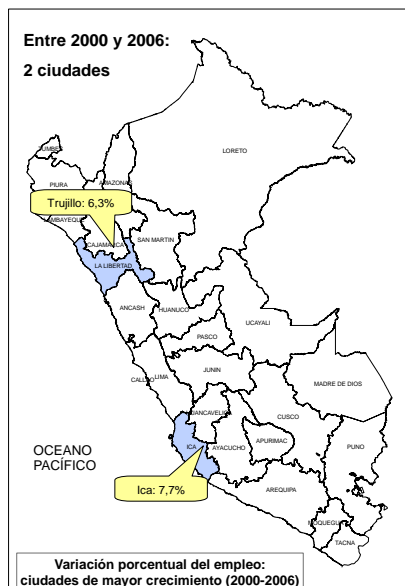 Entre 2000 y 2006:
2 ciudades
LORETO
TUMBES
PIURA
AMAZONAS
Trujillo: 6,3%
LAMBAYEQUE
CAJAMARCA
SAN MARTIN
LA LIBERTAD
ANCASH
HUANUCO
UCAYALI
PASCO
JUNIN
CALLAO
LIMA
MADRE DE DIOS
HUANCAVELICA
CUSCO
ICA
AYACUCHO
APURIMAC
PUNO
OCEANO
PACÍFICO
AREQUIPA
Ica: 7,7%
MOQUEGUA
TACNA
Variación porcentual del empleo:
ciudades de mayor crecimiento (2000-2006)